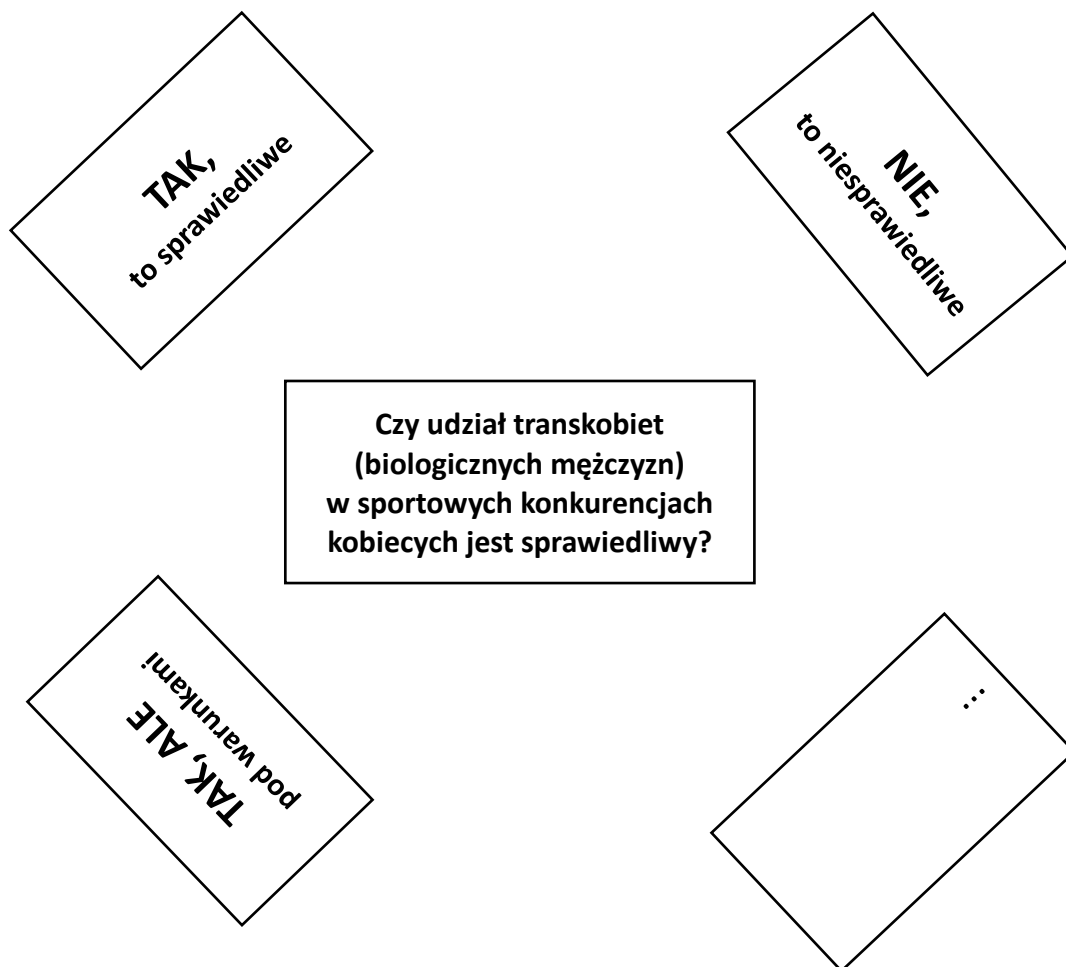 TAK,
to sprawiedliwe
NIE,
to niesprawiedliwe
Czy udział transkobiet
(biologicznych mężczyzn)
w sportowych konkurencjach
kobiecych jest sprawiedliwy?
TAK, ALE
pod warunkami
...